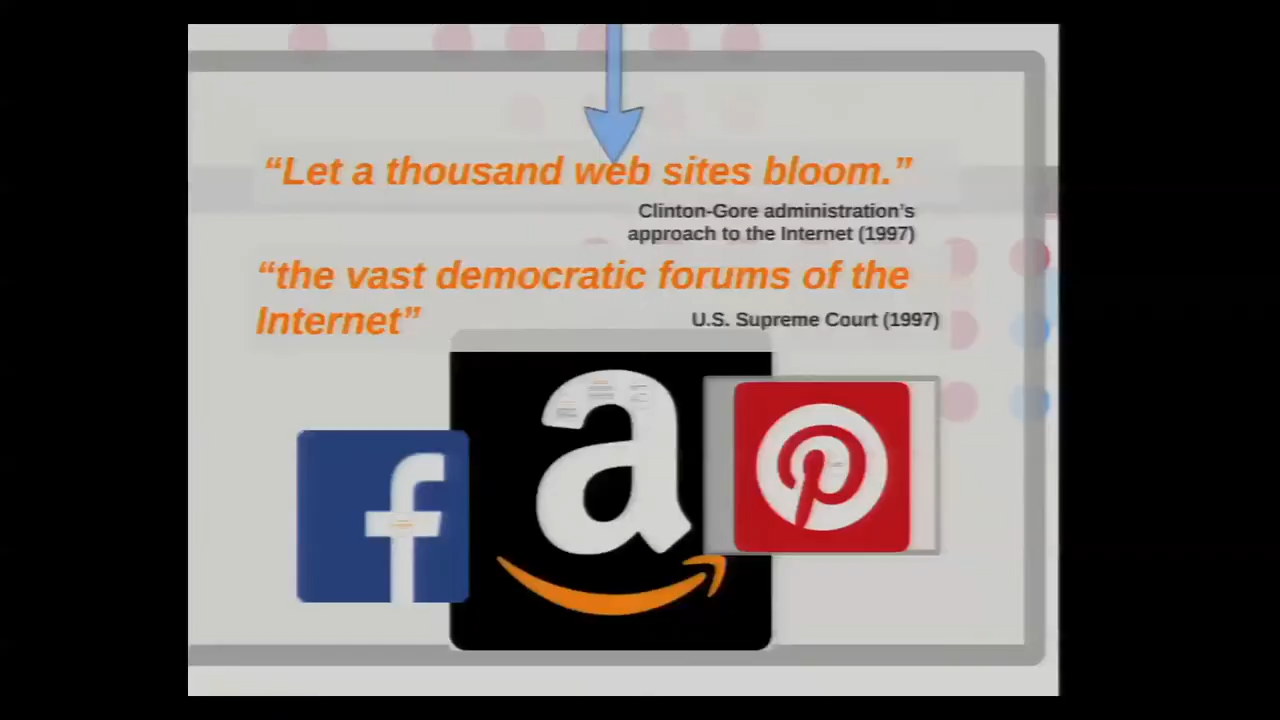 “Let a thousand web sites bloom.”
Clinton-Gore administration’s
approach to the Internet (1997)
“the vast democratic forums of the
Internet”
U.S. Supreme Court (1997)
f
a